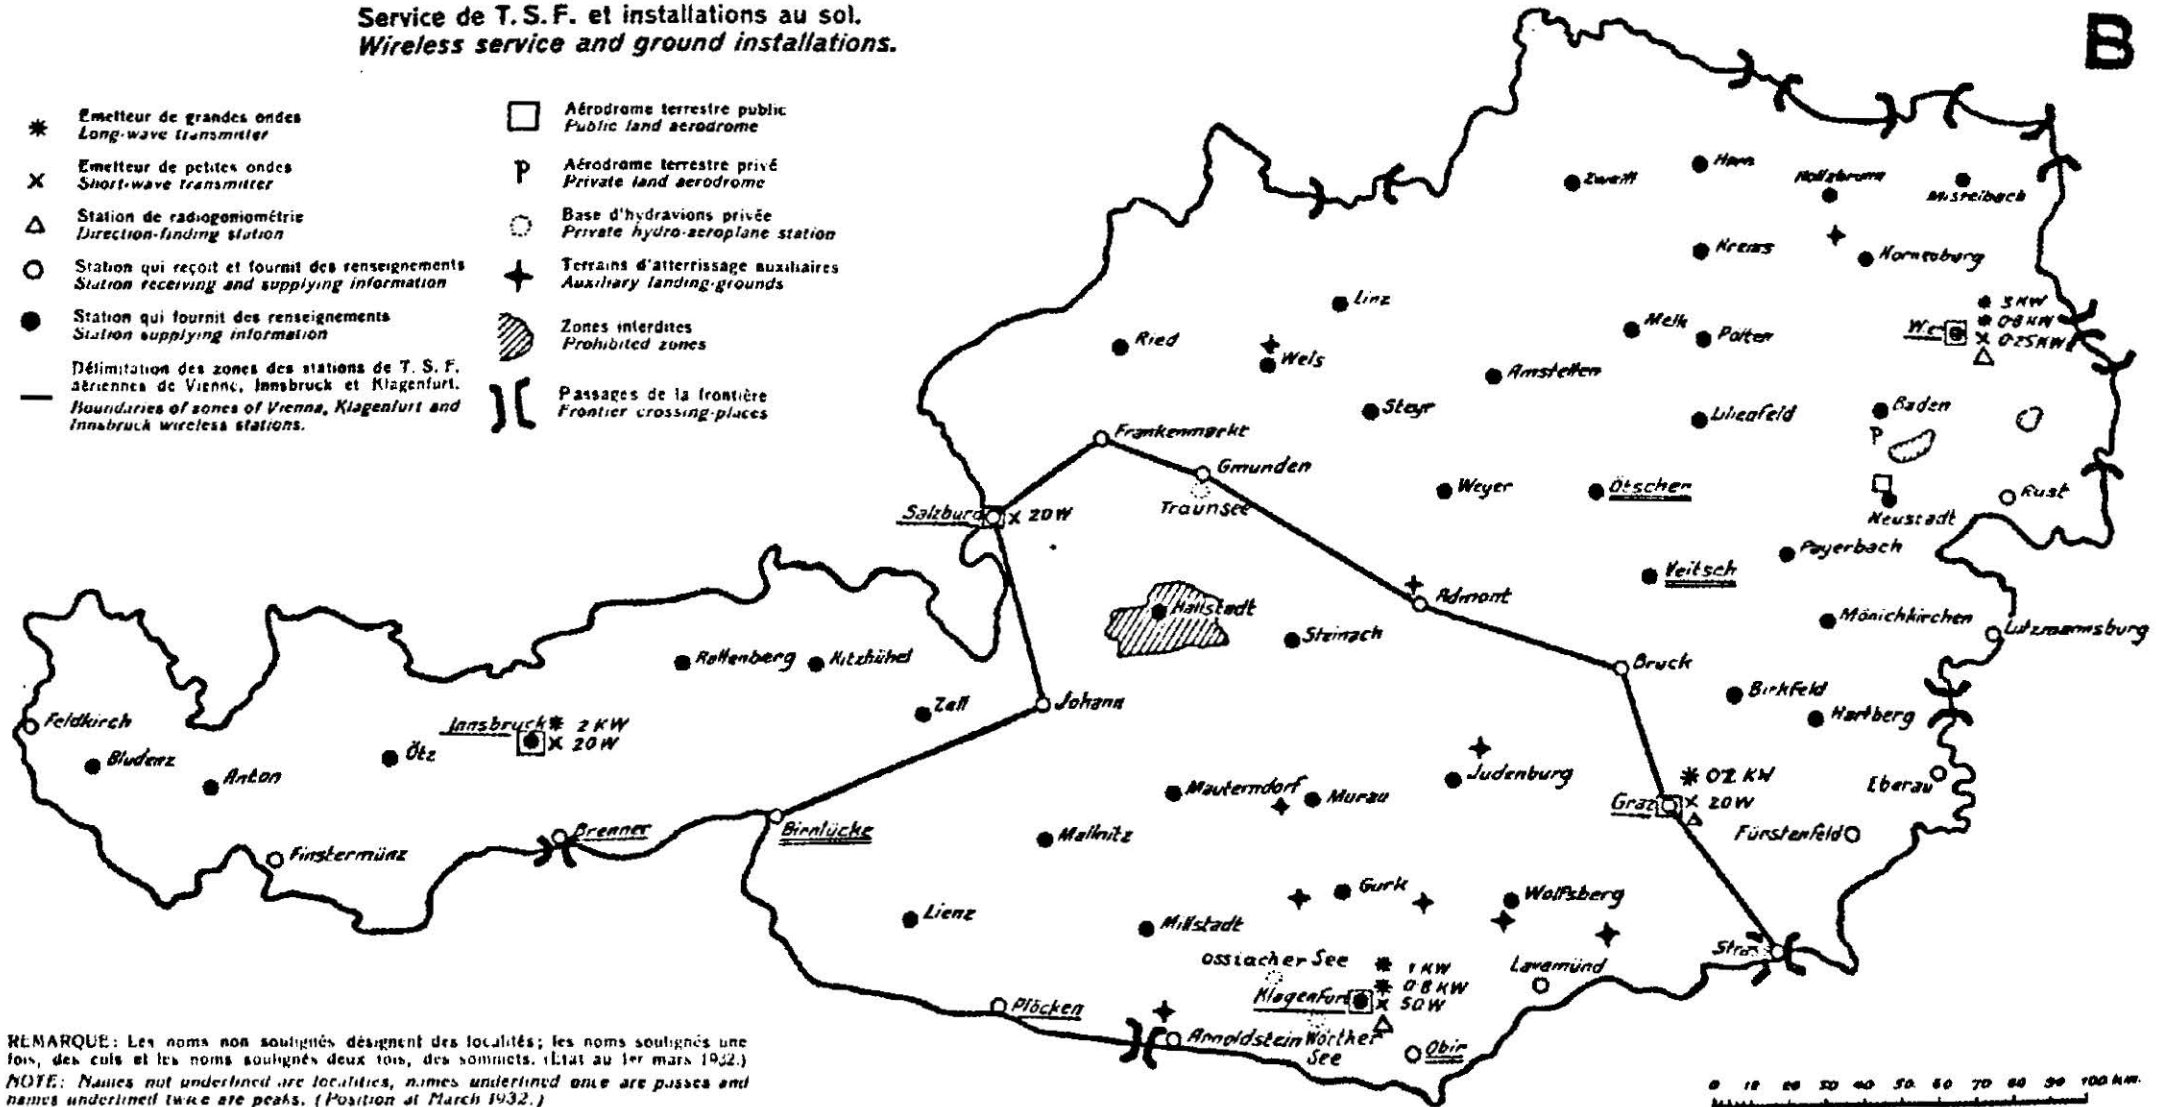 Service de T.S.F. et installations au sol.
Wireless service and ground installations.
B
Emetteur de grandes ondes
Long-wave transmitter
Emetteur de petites ondes
Short-wave transmitter
Station de radiogoniométrie
Direction-finding station
Station qui reçoit et fournit des renseignements
Station receiving and supplying information
Station qui fournit des renseignements
Station supplying information
Délimitation des zones des stations de T.S.F.
aériennes de Vienne, Innsbruck et Klagenfurt.
Boundaries of zones of Vienna, Klagenfurt and
Innsbruck wireless stations.
Aérodrome terrestre public
Public land aerodrome
P
Aérodrome terrestre privé
Private land aerodrome
Base d'hydravions privée
Private hydro-aeroplane station
Terrains d'atterrissage auxiliaires
Auxiliary landing-grounds
Zones interdites
Prohibited zones
Passages de la frontière
Frontier crossing-places
Zwettl
Horn
Hollabrunn
Mistelbach
Krems
Korneuburg
Linz
3 KW
0·8 KW
0·25 KW
Melk
Pölten
Ried
Wels
Amstetten
Steyr
Lilienfeld
Baden
P
Frankenmarkt
Gmunden
Traunsee
Weyer
Ötscher
Rust
Neustadt
Salzburg
20 W
Payerbach
Veitsch
Hallstadt
Admont
Steinach
Mönichkirchen
Lutzmannsburg
Rattenberg
Kitzbühel
Bruck
Birkfeld
Hartberg
Zell
Johann
Feldkirch
Innsbruck
2 KW
20 W
Bludenz
Anton
Ötz
Judenburg
Mauterndorf
Murau
0·2 KW
20 W
Graz
Eberau
Fürstenfeld
Birnlücke
Brenner
Finstermünz
Mallnitz
Gurk
Wolfsberg
Lienz
Millstadt
Ossiacher See
1 KW
0·8 KW
50 W
Klagenfurt
Lavamünd
Plöcken
Arnoldstein
Wörther
See
Obir
REMARQUE: Les noms non soulignés désignent des localités; les noms soulignés une
fois, des cols et les noms soulignés deux fois, des sommets. (Etat au 1er mars 1932.)
NOTE: Names not underlined are localities, names underlined once are passes and
names underlined twice are peaks. (Position at March 1932.)
0 10 20 30 40 50 60 70 80 90 100 km.